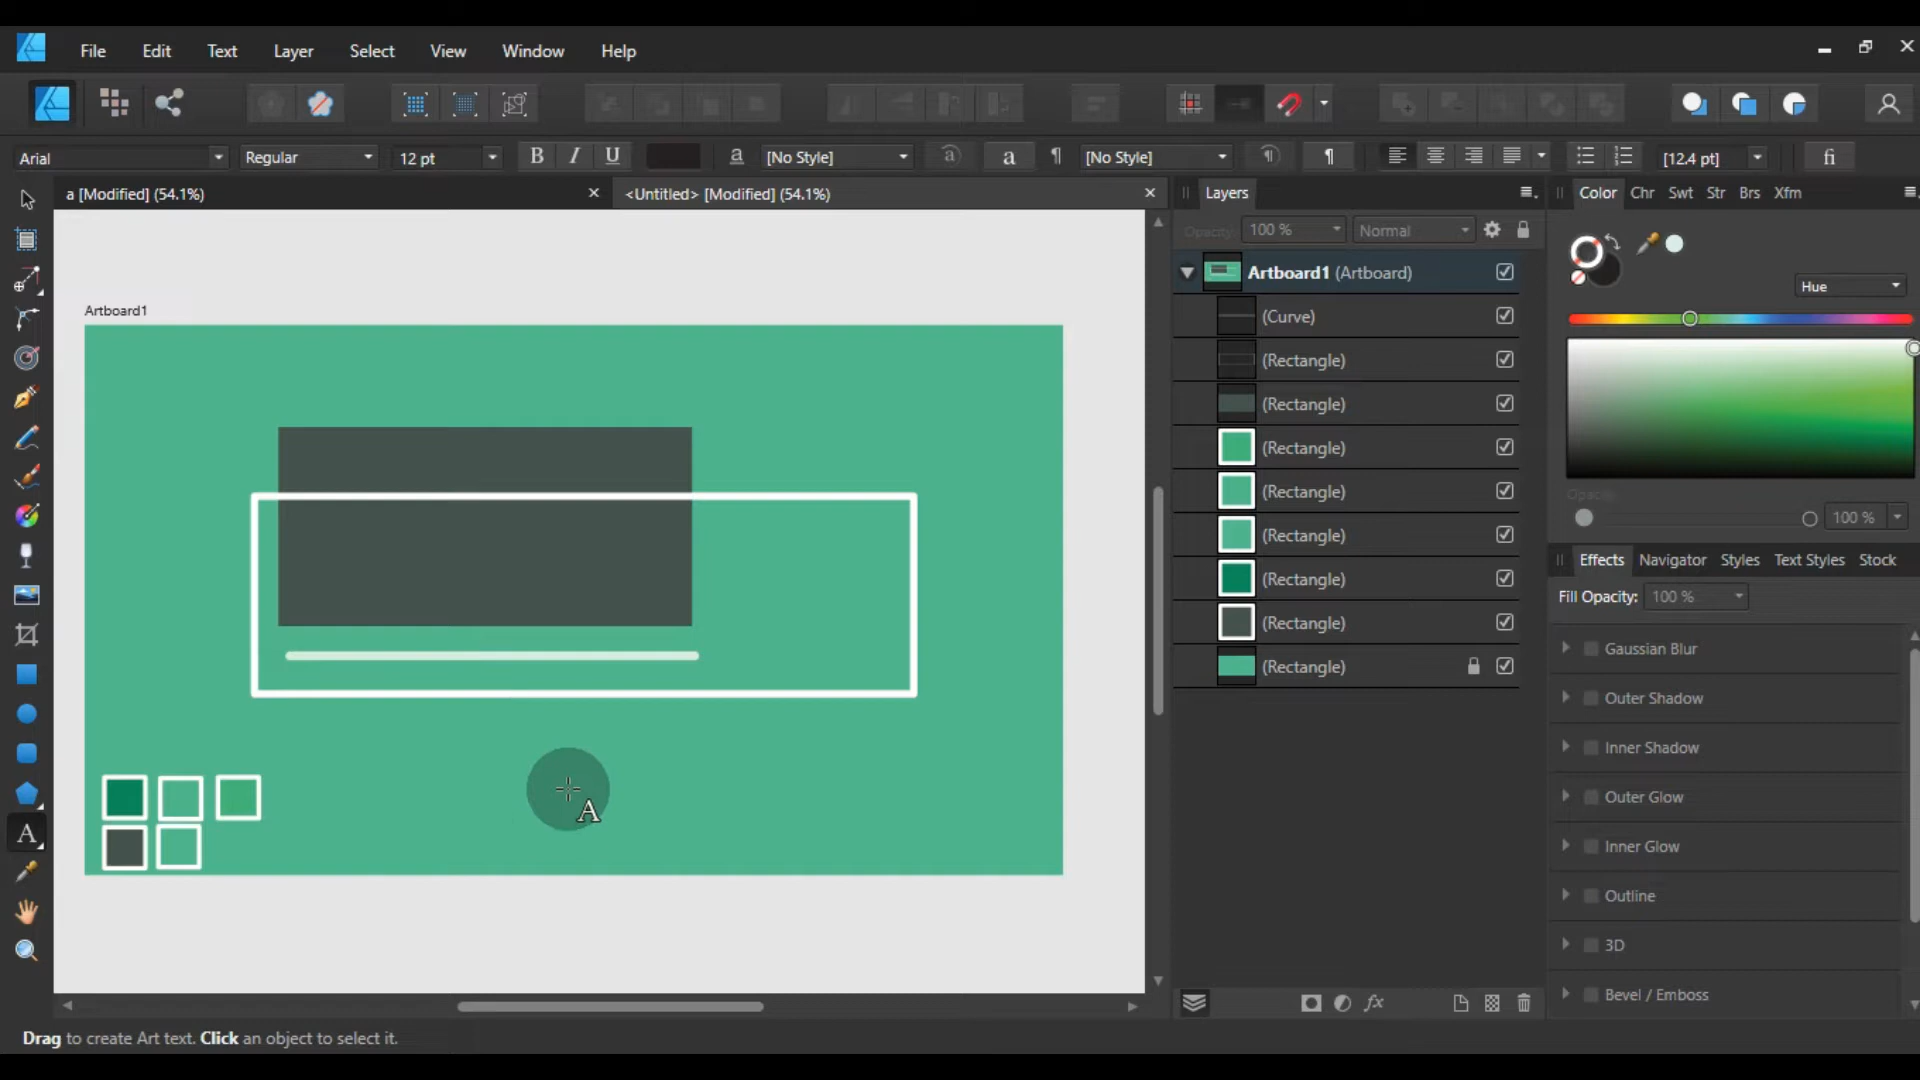 File Edit Text Layer Select View Window Help
Arial Regular 12 pt B I U a [No Style] a a ¶ [No Style] ¶ ¶ [12.4 pt] fi
a [Modified] (54.1%) <Untitled> [Modified] (54.1%)
Artboard1
A
A
Drag to create Art text. Click an object to select it.
Layers
Opacity: 100 % Normal
Artboard1 (Artboard)
(Curve)
(Rectangle)
(Rectangle)
(Rectangle)
(Rectangle)
(Rectangle)
(Rectangle)
(Rectangle)
(Rectangle)
fx
Color Chr Swt Str Brs Xfm
Hue
Opacity
100 %
Effects Navigator Styles Text Styles Stock
Fill Opacity: 100 %
Gaussian Blur
Outer Shadow
Inner Shadow
Outer Glow
Inner Glow
Outline
3D
Bevel / Emboss